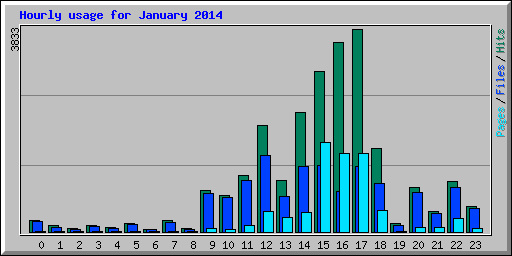 Hourly usage for January 2014
3833
Pages/Files/Hits
0 1 2 3 4 5 6 7 8 9 10 11 12 13 14 15 16 17 18 19 20 21 22 23